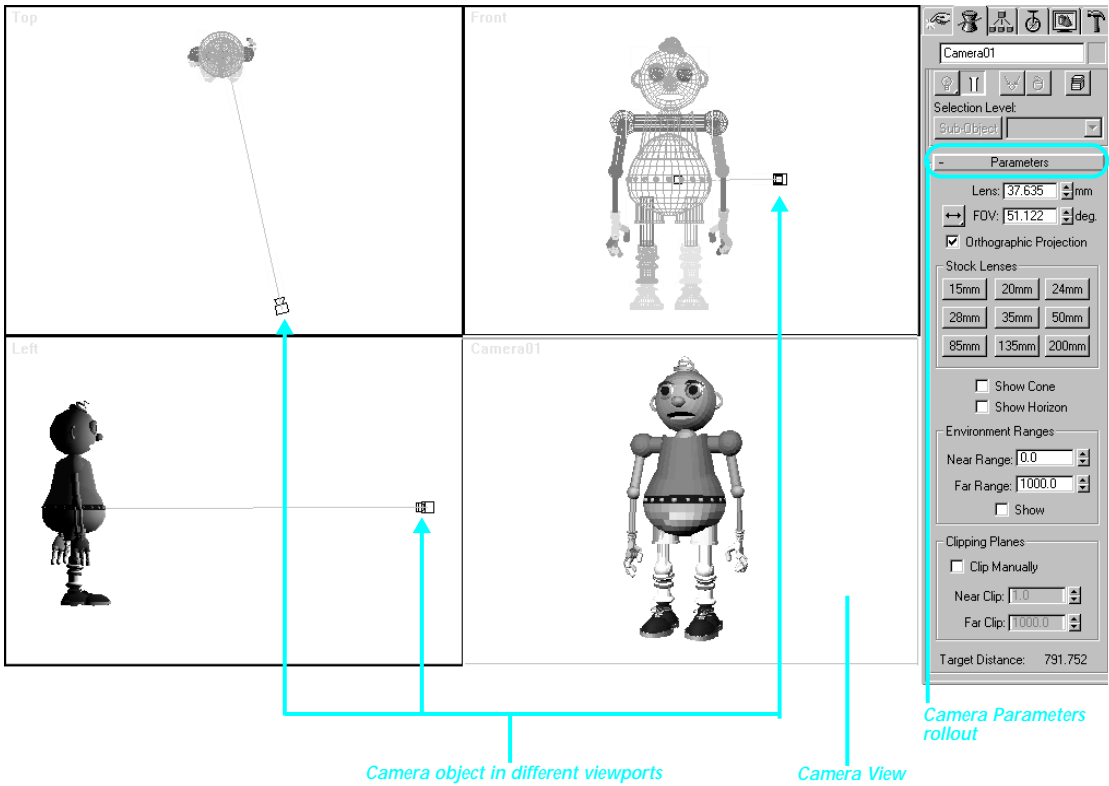 Top
Front
Left
Camera01
Camera01
Selection Level:
Sub-Object
- Parameters
Lens: 37.635 mm
FOV: 51.122 deg.
Orthographic Projection
Stock Lenses
15mm 20mm 24mm
28mm 35mm 50mm
85mm 135mm 200mm
Show Cone
Show Horizon
Environment Ranges
Near Range: 0.0
Far Range: 1000.0
Show
Clipping Planes
Clip Manually
Near Clip: 1.0
Far Clip: 1000.0
Target Distance: 791.752
Camera Parameters
rollout
Camera object in different viewports
Camera View